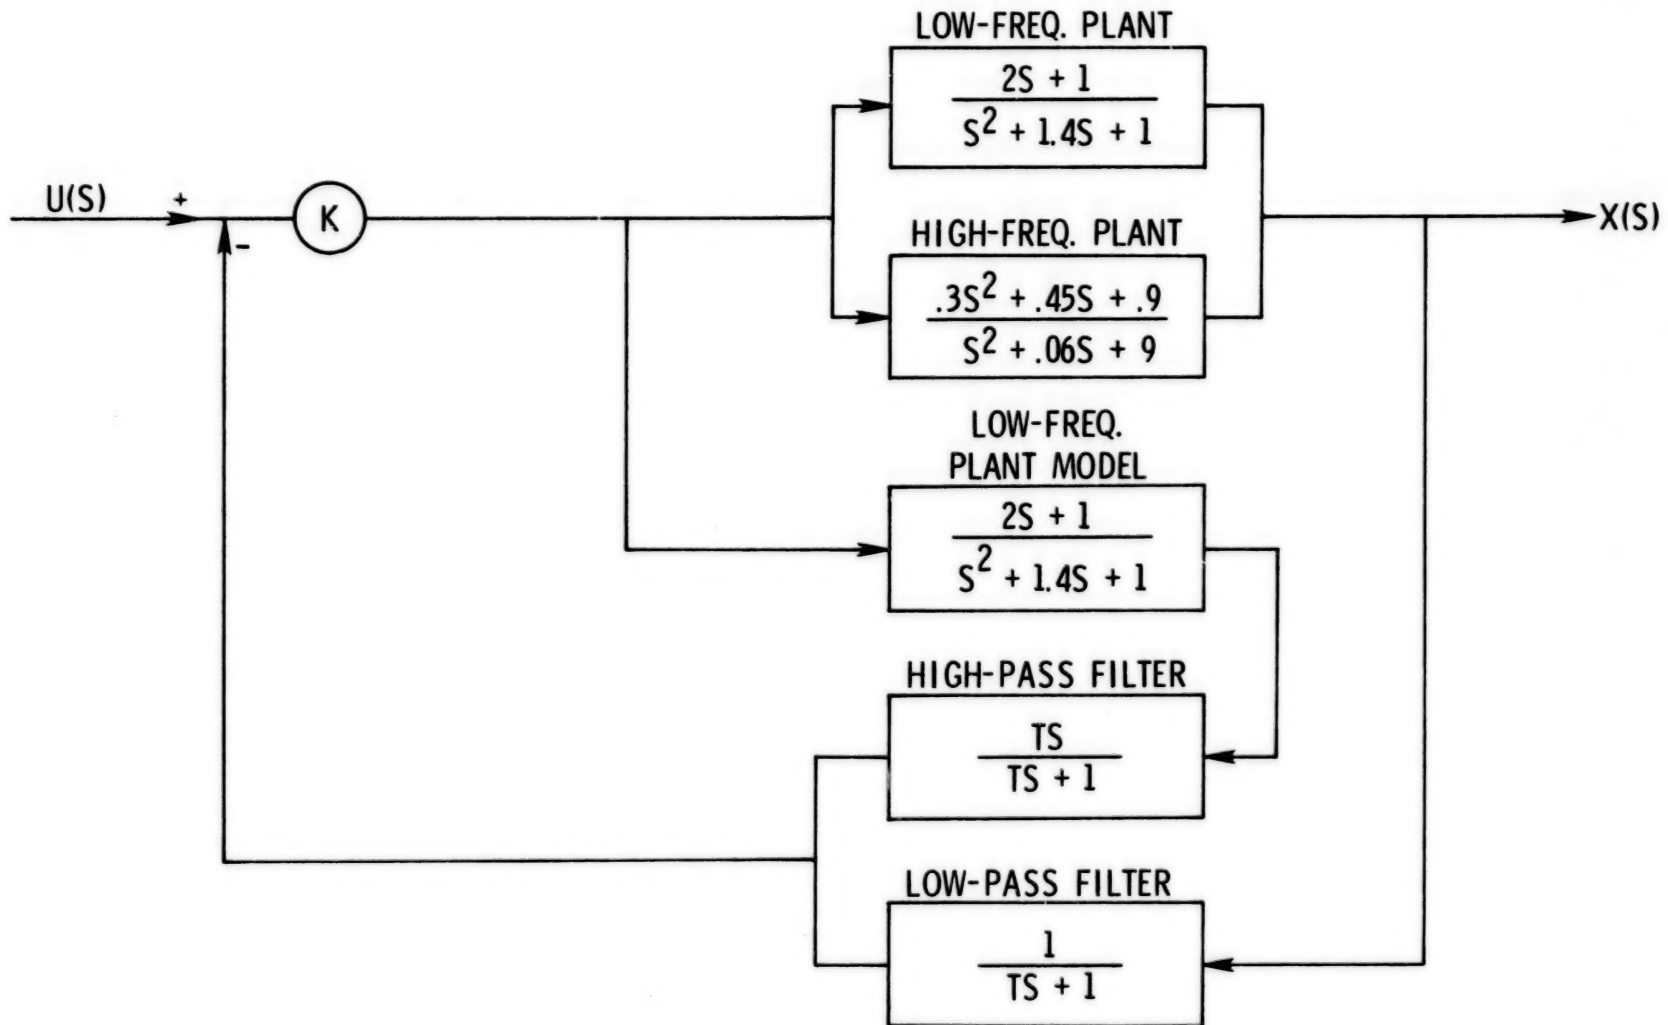 LOW-FREQ. PLANT
2S + 1
S² + 1.4S + 1
U(S)
+
-
K
X(S)
HIGH-FREQ. PLANT
.3S² + .45S + .9
S² + .06S + 9
LOW-FREQ.
PLANT MODEL
2S + 1
S² + 1.4S + 1
HIGH-PASS FILTER
TS
TS + 1
LOW-PASS FILTER
1
TS + 1